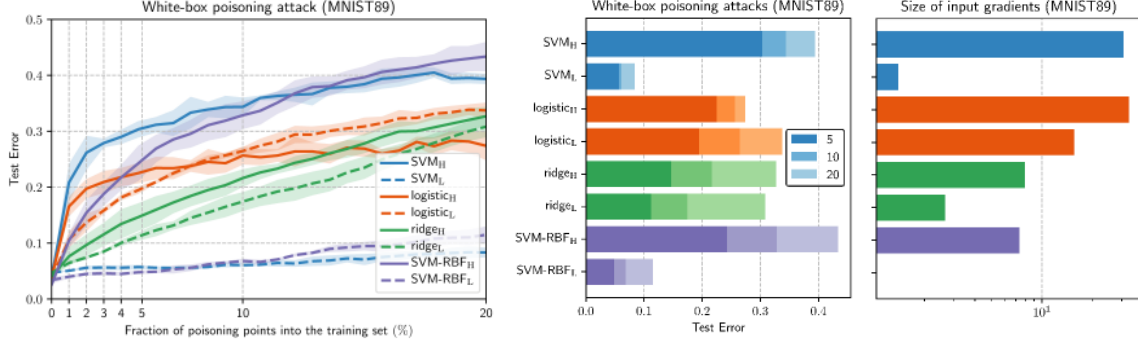 White-box poisoning attack (MNIST89)
0.5
0.4
0.3
0.2
0.1
0.0
Test Error
0 1 2 3 4 5 10 20
Fraction of poisoning points into the training set (%)
SVM_H
SVM_L
logistic_H
logistic_L
ridge_H
ridge_L
SVM-RBF_H
SVM-RBF_L
White-box poisoning attacks (MNIST89)
SVM_H
SVM_L
logistic_H
logistic_L
ridge_H
ridge_L
SVM-RBF_H
SVM-RBF_L
5
10
20
0.0 0.1 0.2 0.3 0.4
Test Error
Size of input gradients (MNIST89)
10¹